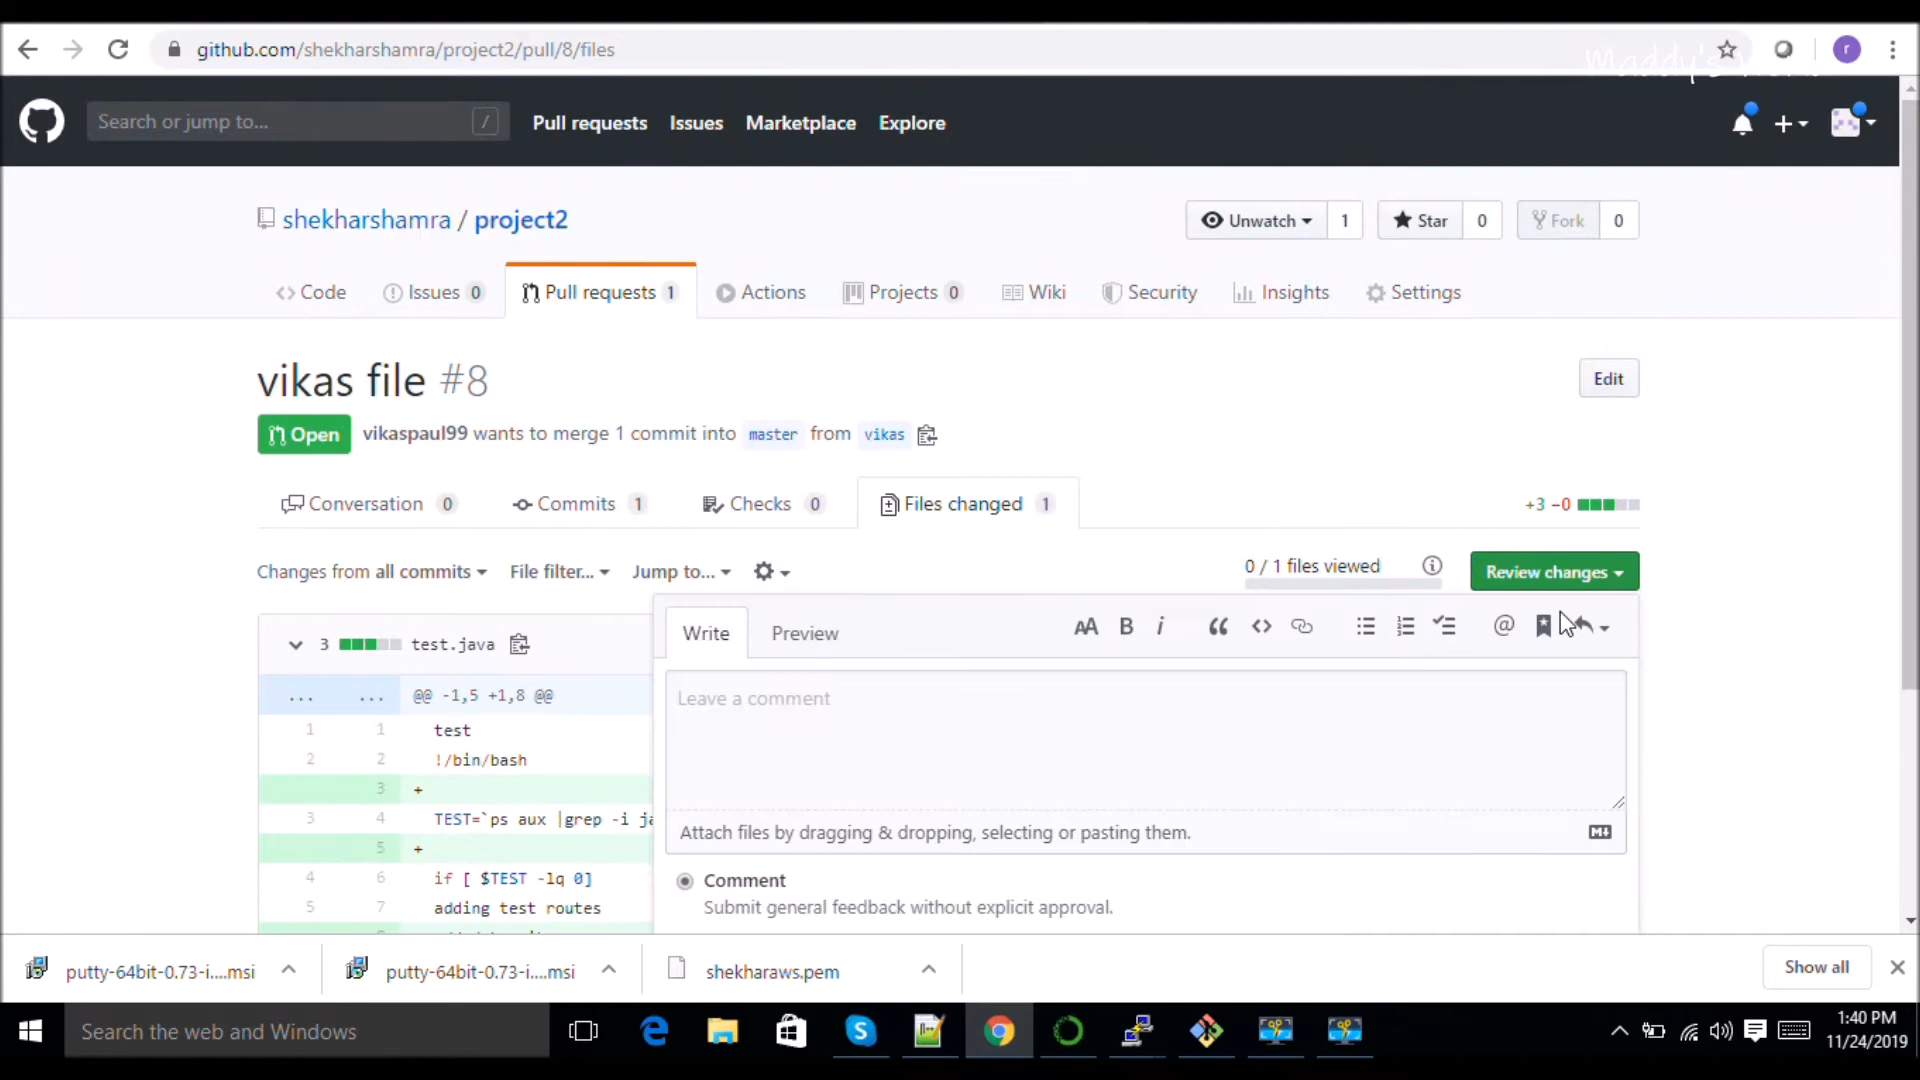 github.com/shekharshamra/project2/pull/8/files
Maddy's
r
Search or jump to...
/
Pull requests Issues Marketplace Explore
shekharshamra / project2
Unwatch 1 Star 0 Fork 0
Code Issues 0 Pull requests 1 Actions Projects 0 Wiki Security Insights Settings
vikas file #8
Edit
Open vikaspaul99 wants to merge 1 commit into master from vikas
Conversation 0 Commits 1 Checks 0 Files changed 1 +3 −0
Changes from all commits File filter... Jump to... 0 / 1 files viewed Review changes
3 test.java
... ... @@ -1,5 +1,8 @@
1 1 test
2 2 !/bin/bash
3 +
3 4 TEST=`ps aux |grep -i ja
5 +
4 6 if [ $TEST -lq 0]
5 7 adding test routes
Write Preview AA B i “ <> @
Leave a comment
Attach files by dragging & dropping, selecting or pasting them.
Comment
Submit general feedback without explicit approval.
putty-64bit-0.73-i....msi putty-64bit-0.73-i....msi shekharaws.pem Show all
Search the web and Windows
1:40 PM
11/24/2019